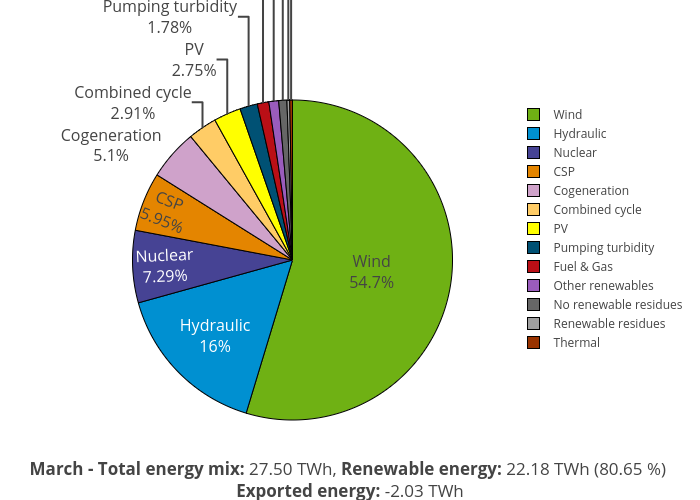 Pumping turbidity
1.78%
PV
2.75%
Combined cycle
2.91%
Cogeneration
5.1%
CSP
5.95%
Nuclear
7.29%
Hydraulic
16%
Wind
54.7%
Wind
Hydraulic
Nuclear
CSP
Cogeneration
Combined cycle
PV
Pumping turbidity
Fuel & Gas
Other renewables
No renewable residues
Renewable residues
Thermal
March - Total energy mix: 27.50 TWh, Renewable energy: 22.18 TWh (80.65 %)
Exported energy: -2.03 TWh